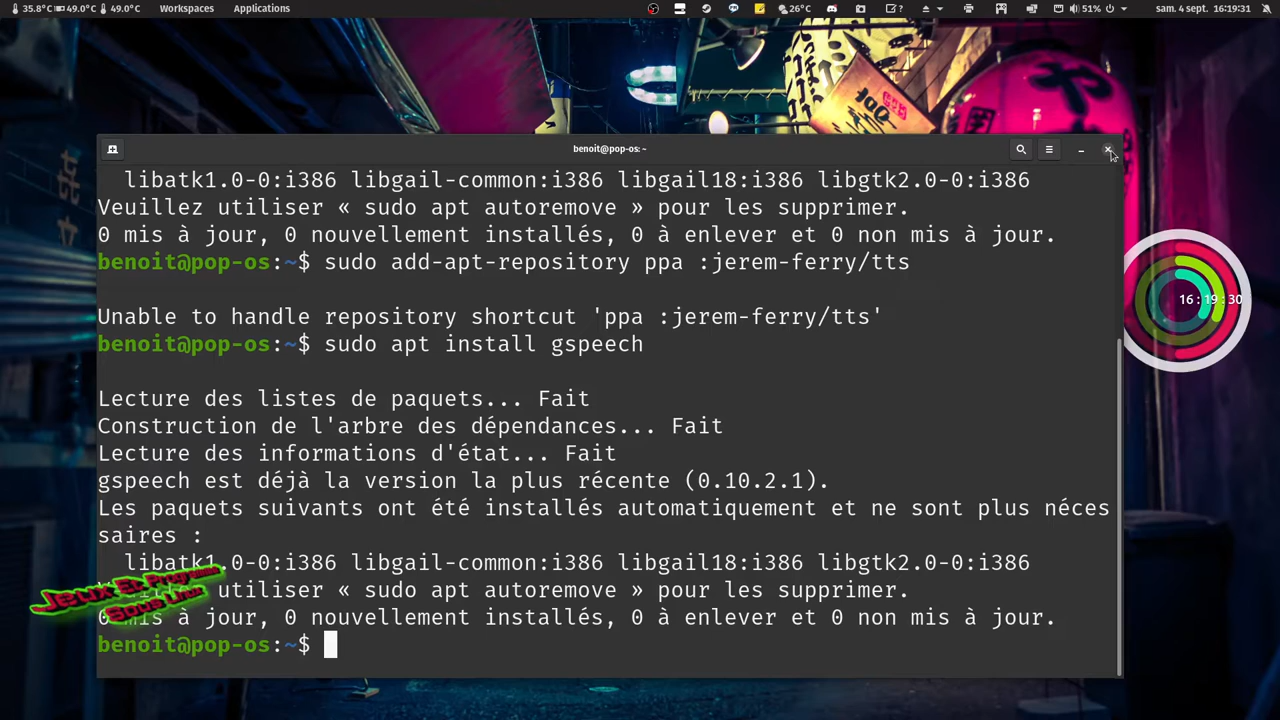 35.8°C 49.0°C 49.0°C Workspaces Applications 26°C 51% sam. 4 sept. 16:19:31
benoit@pop-os: ~
libatk1.0-0:i386 libgail-common:i386 libgail18:i386 libgtk2.0-0:i386
Veuillez utiliser « sudo apt autoremove » pour les supprimer.
0 mis à jour, 0 nouvellement installés, 0 à enlever et 0 non mis à jour.
benoit@pop-os:~$ sudo add-apt-repository ppa :jerem-ferry/tts
Unable to handle repository shortcut 'ppa :jerem-ferry/tts'
benoit@pop-os:~$ sudo apt install gspeech
Lecture des listes de paquets... Fait
Construction de l'arbre des dépendances... Fait
Lecture des informations d'état... Fait
gspeech est déjà la version la plus récente (0.10.2.1).
Les paquets suivants ont été installés automatiquement et ne sont plus néces
saires :
libatk1.0-0:i386 libgail-common:i386 libgail18:i386 libgtk2.0-0:i386
utiliser « sudo apt autoremove » pour les supprimer.
0 mis à jour, 0 nouvellement installés, 0 à enlever et 0 non mis à jour.
benoit@pop-os:~$
16:19:30
Jeux Et Programme
Sous Linux